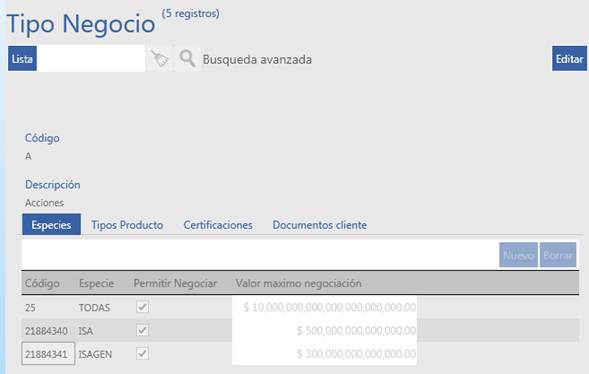 Tipo Negocio (5 registros)
Lista Busqueda avanzada Editar
Código
A
Descripción
Acciones
Especies Tipos Producto Certificaciones Documentos cliente
Nuevo Borrar
Código Especie Permitir Negociar Valor maximo negociación
25 TODAS $ 10,000,000,000,000,000,000,000.00
21884340 ISA $ 500,000,000,000,000.00
21884341 ISAGEN $ 300,000,000,000,000.00